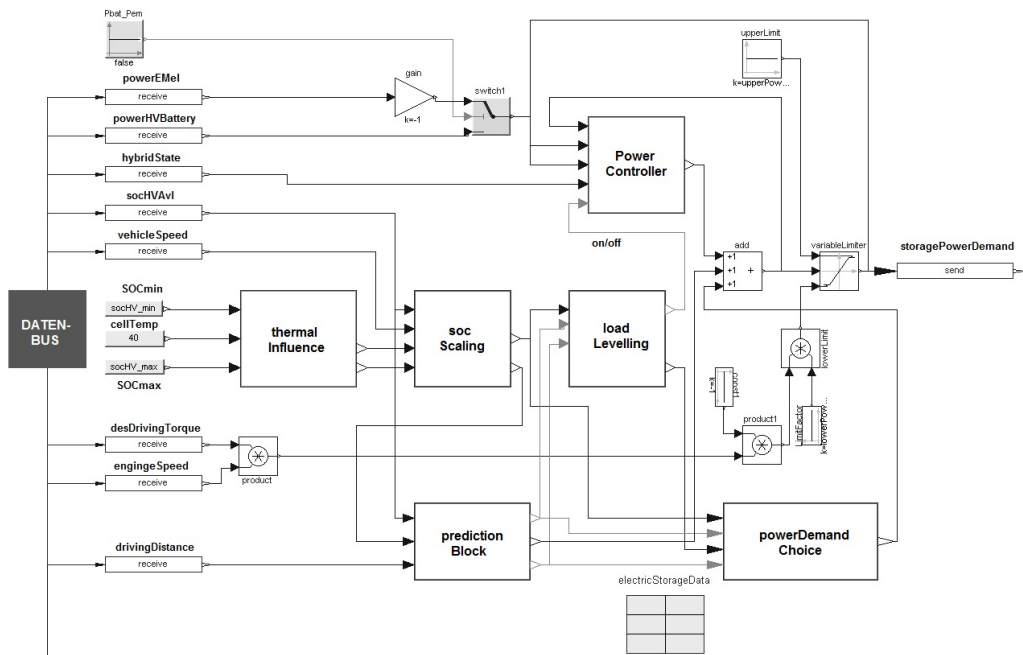 Pbat_Pem
false
powerEMel
receive
gain
k=-1
switch1
upperLimit
k=upperPow...
powerHVBattery
receive
hybridState
receive
Power
Controller
socHVAvl
receive
vehicleSpeed
receive
on/off
add
+1
+1
+
+1
variableLimiter
storagePowerDemand
send
DATEN-
BUS
SOCmin
socHV_min
cellTemp
40
socHV_max
SOCmax
thermal
Influence
soc
Scaling
load
Levelling
lowerLimit
const1
k=-1
LimitFactor
k=lowerPow...
product1
desDrivingTorque
receive
engingeSpeed
receive
product
drivingDistance
receive
prediction
Block
powerDemand
Choice
electricStorageData